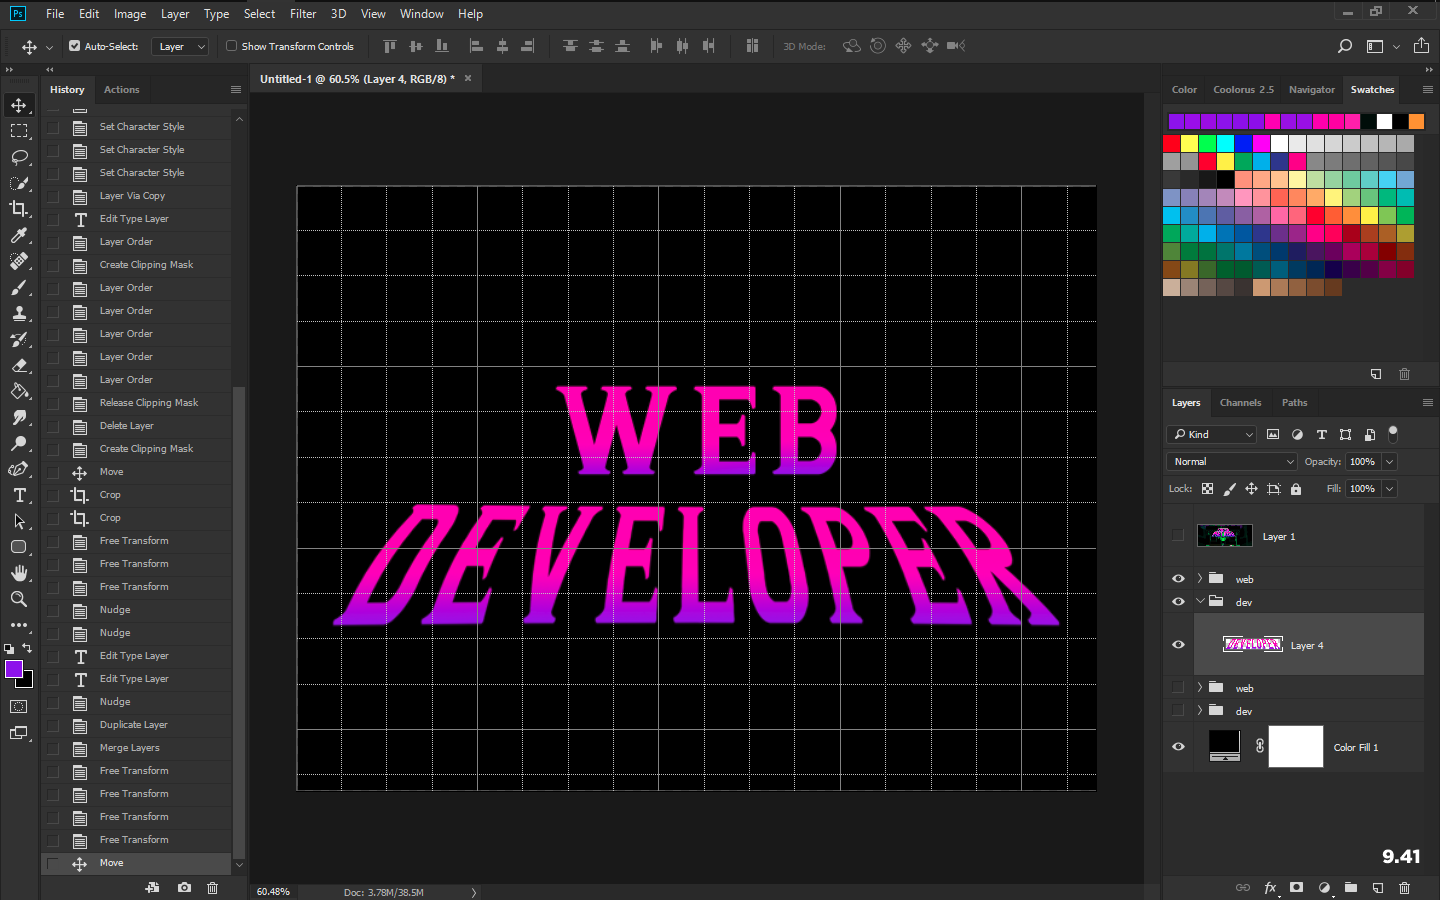 Ps File Edit Image Layer Type Select Filter 3D View Window Help
Auto-Select: Layer Show Transform Controls 3D Mode:
Untitled-1 @ 60.5% (Layer 4, RGB/8) *
History Actions
Set Character Style
Set Character Style
Set Character Style
Layer Via Copy
Edit Type Layer
Layer Order
Create Clipping Mask
Layer Order
Layer Order
Layer Order
Layer Order
Layer Order
Release Clipping Mask
Delete Layer
Create Clipping Mask
Move
Crop
Crop
Free Transform
Free Transform
Free Transform
Nudge
Nudge
Edit Type Layer
Edit Type Layer
Nudge
Duplicate Layer
Merge Layers
Free Transform
Free Transform
Free Transform
Free Transform
Move
WEB
DEVELOPER
60.48% Doc: 3.78M/38.5M
Color Coolorus 2.5 Navigator Swatches
Layers Channels Paths
Kind
Normal Opacity: 100%
Lock: Fill: 100%
Layer 1
web
dev
DEVELOPER Layer 4
web
dev
Color Fill 1
9.41
fx